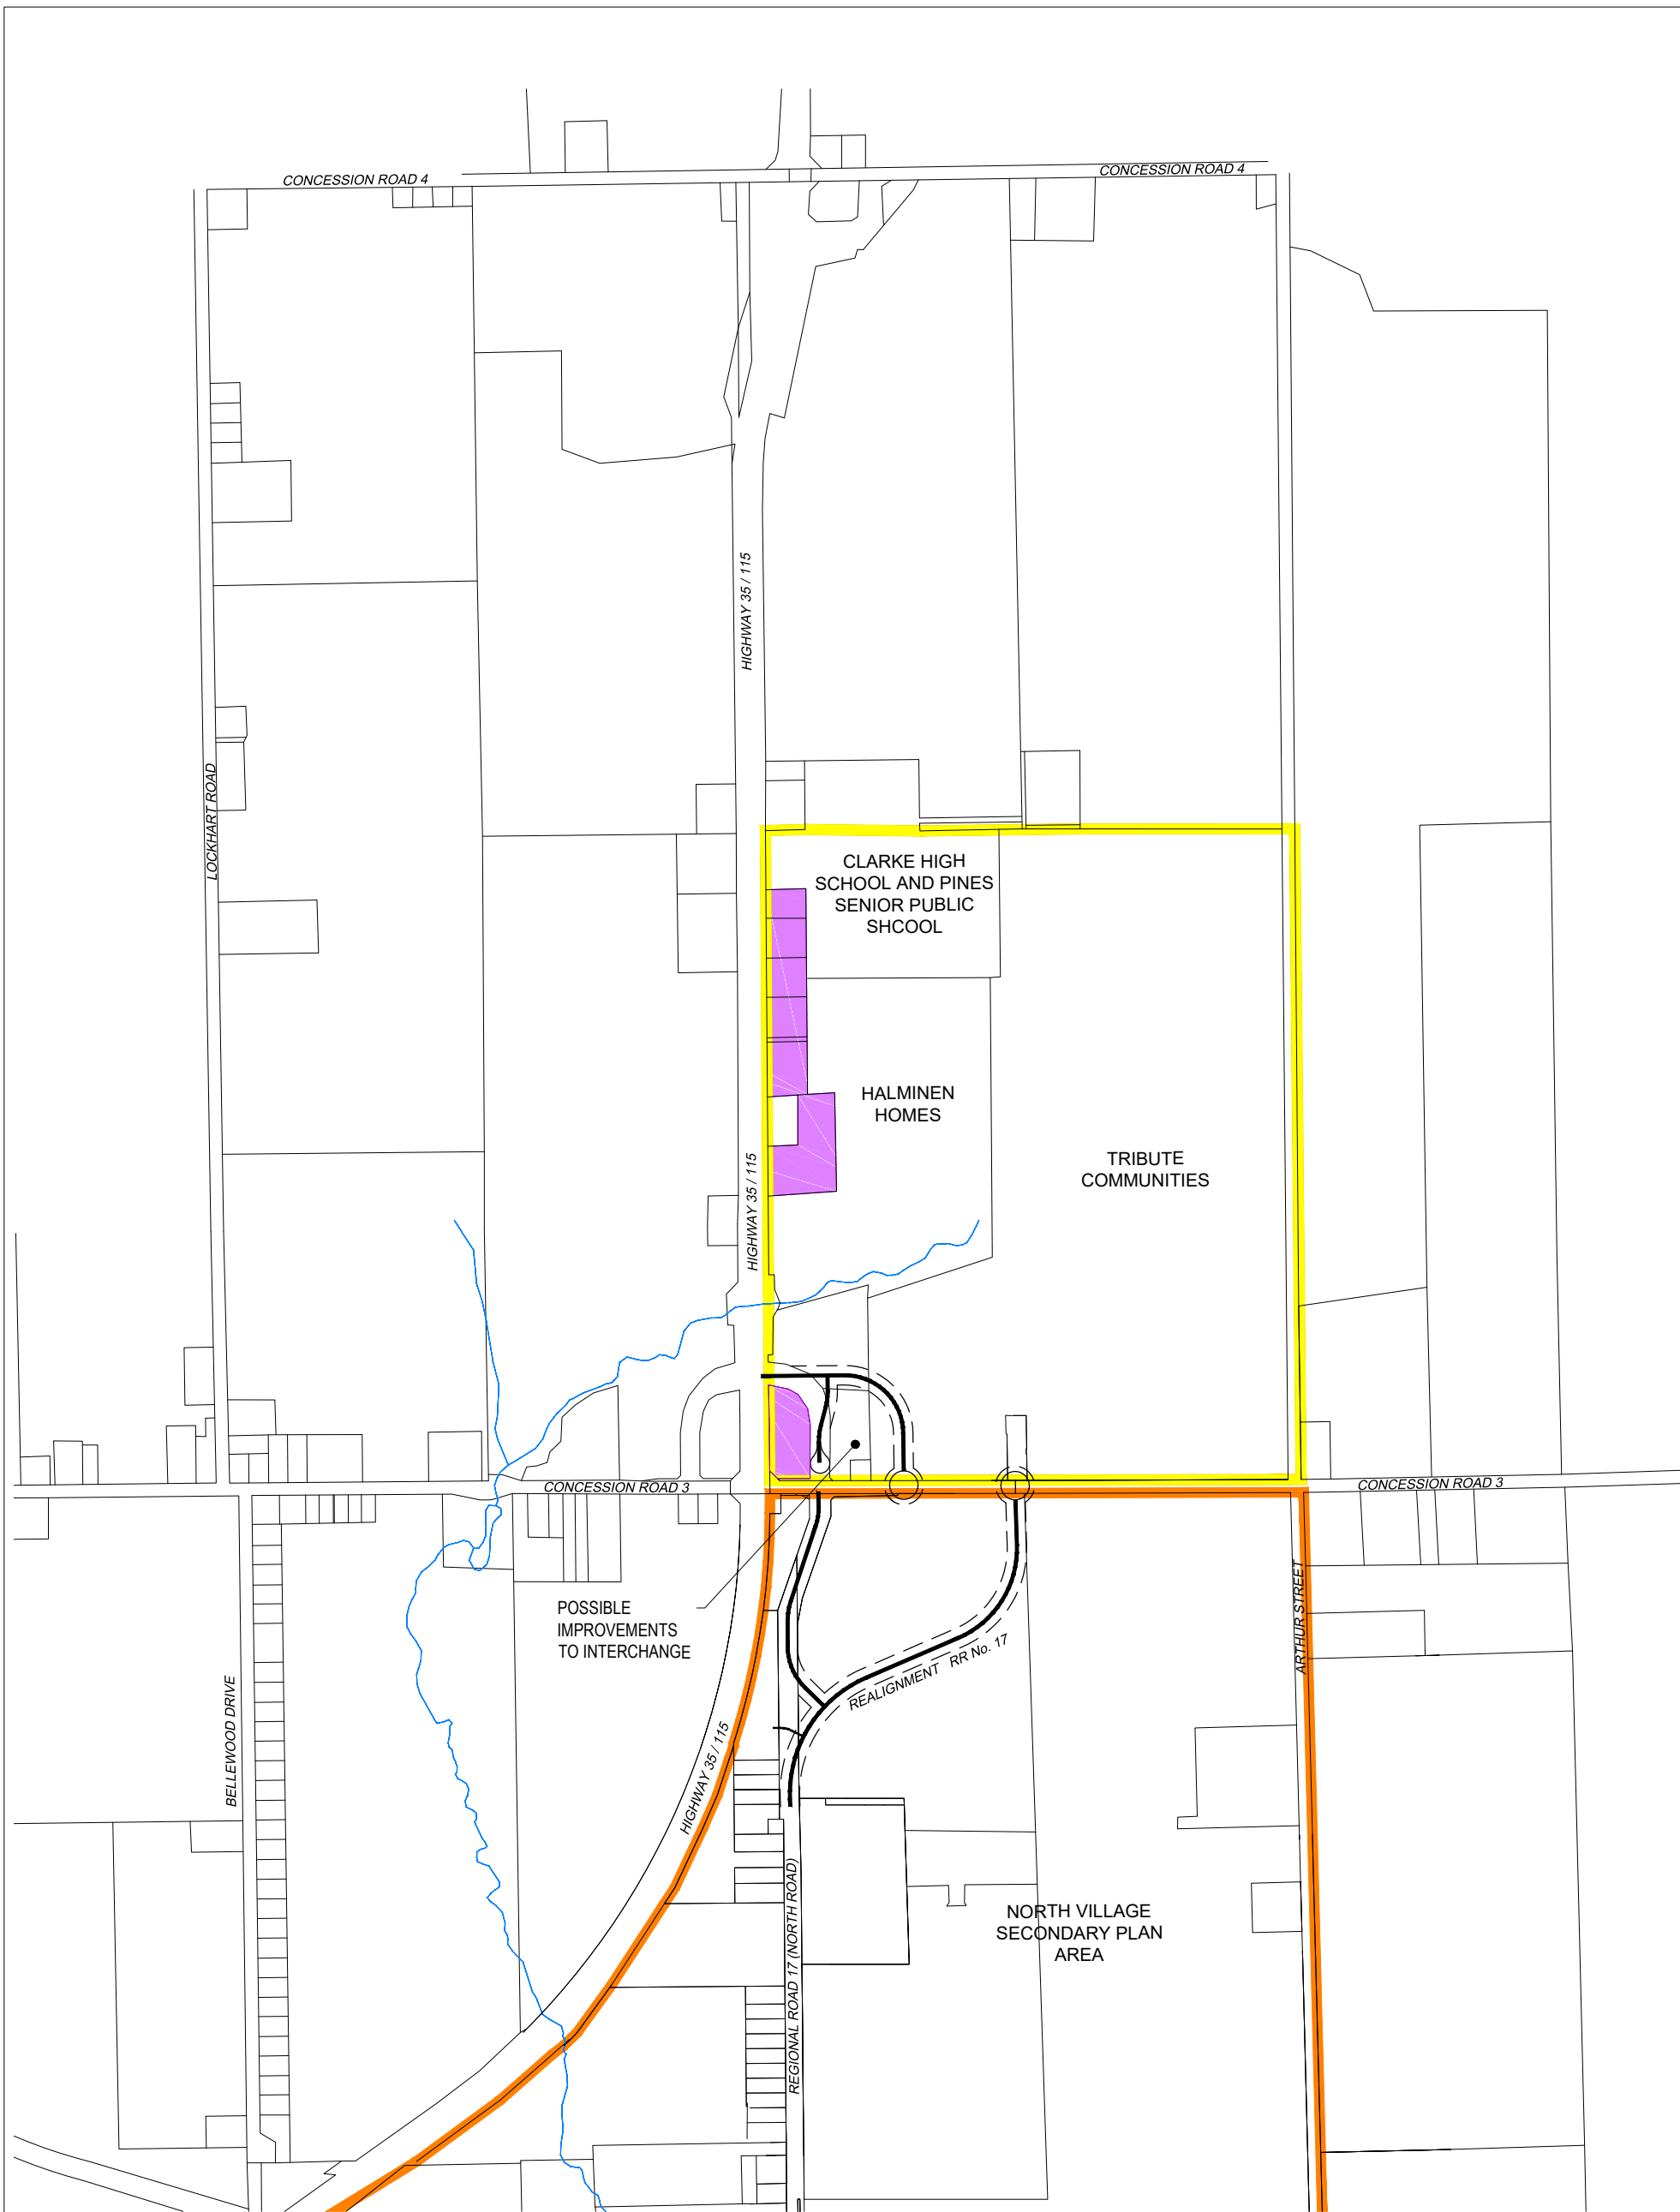 CONCESSION ROAD 4
CONCESSION ROAD 4
HIGHWAY 35 / 115
LOCKHART ROAD
CLARKE HIGH
SCHOOL AND PINES
SENIOR PUBLIC
SHCOOL
HALMINEN
HOMES
TRIBUTE
COMMUNITIES
HIGHWAY 35 / 115
CONCESSION ROAD 3
CONCESSION ROAD 3
POSSIBLE
IMPROVEMENTS
TO INTERCHANGE
ARTHUR STREET
REALIGNMENT RR No. 17
BELLEWOOD DRIVE
HIGHWAY 35 / 115
REGIONAL ROAD 17 (NORTH ROAD)
NORTH VILLAGE
SECONDARY PLAN
AREA